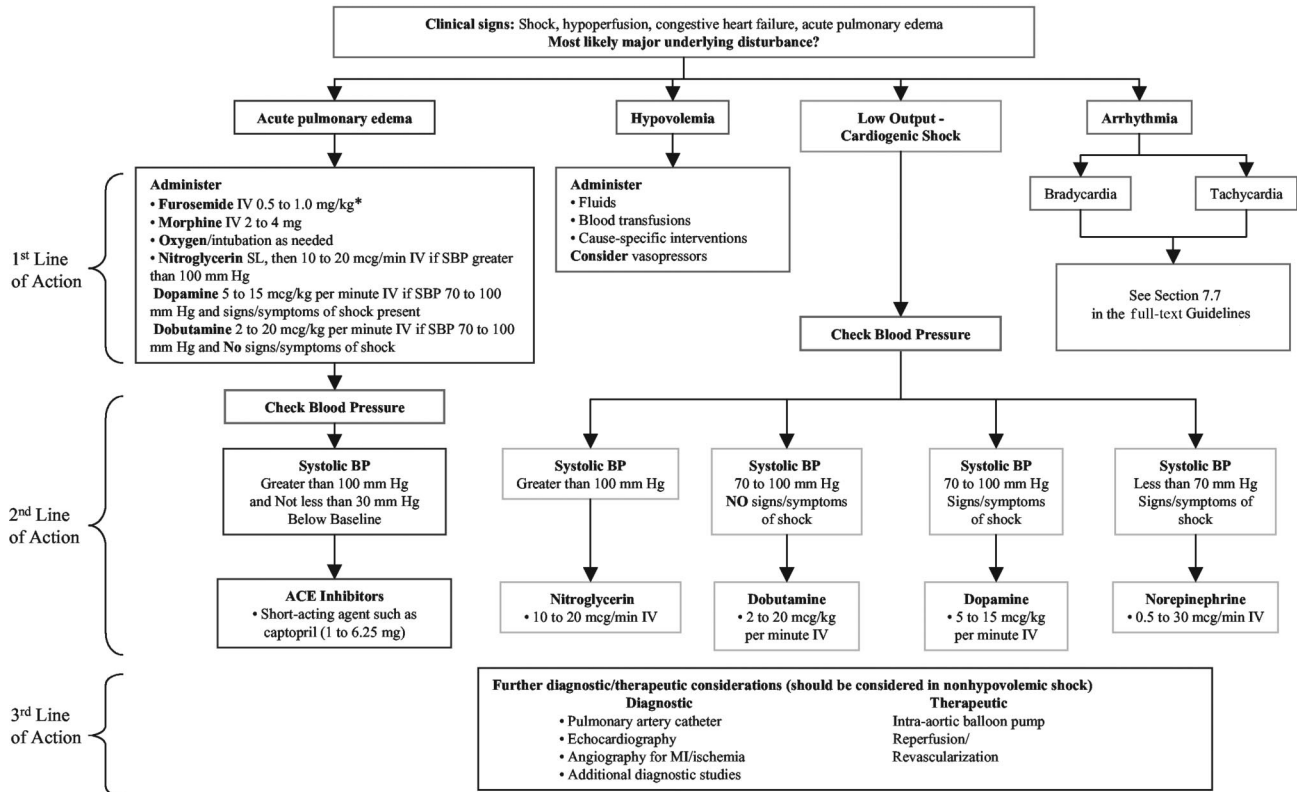 Clinical signs: Shock, hypoperfusion, congestive heart failure, acute pulmonary edema
Most likely major underlying disturbance?
Acute pulmonary edema
Hypovolemia
Low Output -
Cardiogenic Shock
Arrhythmia
Bradycardia
Tachycardia
See Section 7.7
in the full-text Guidelines
1st Line
of Action
Administer
• Furosemide IV 0.5 to 1.0 mg/kg*
• Morphine IV 2 to 4 mg
• Oxygen/intubation as needed
• Nitroglycerin SL, then 10 to 20 mcg/min IV if SBP greater
than 100 mm Hg
Dopamine 5 to 15 mcg/kg per minute IV if SBP 70 to 100
mm Hg and signs/symptoms of shock present
Dobutamine 2 to 20 mcg/kg per minute IV if SBP 70 to 100
mm Hg and No signs/symptoms of shock
Administer
• Fluids
• Blood transfusions
• Cause-specific interventions
Consider vasopressors
Check Blood Pressure
2nd Line
of Action
Check Blood Pressure
Systolic BP
Greater than 100 mm Hg
and Not less than 30 mm Hg
Below Baseline
ACE Inhibitors
• Short-acting agent such as
captopril (1 to 6.25 mg)
Systolic BP
Greater than 100 mm Hg
Systolic BP
70 to 100 mm Hg
NO signs/symptoms
of shock
Systolic BP
70 to 100 mm Hg
Signs/symptoms
of shock
Systolic BP
Less than 70 mm Hg
Signs/symptoms of
shock
Nitroglycerin
• 10 to 20 mcg/min IV
Dobutamine
• 2 to 20 mcg/kg
per minute IV
Dopamine
• 5 to 15 mcg/kg
per minute IV
Norepinephrine
• 0.5 to 30 mcg/min IV
3rd Line
of Action
Further diagnostic/therapeutic considerations (should be considered in nonhypovolemic shock)
Diagnostic
• Pulmonary artery catheter
• Echocardiography
• Angiography for MI/ischemia
• Additional diagnostic studies
Therapeutic
Intra-aortic balloon pump
Reperfusion/
Revascularization